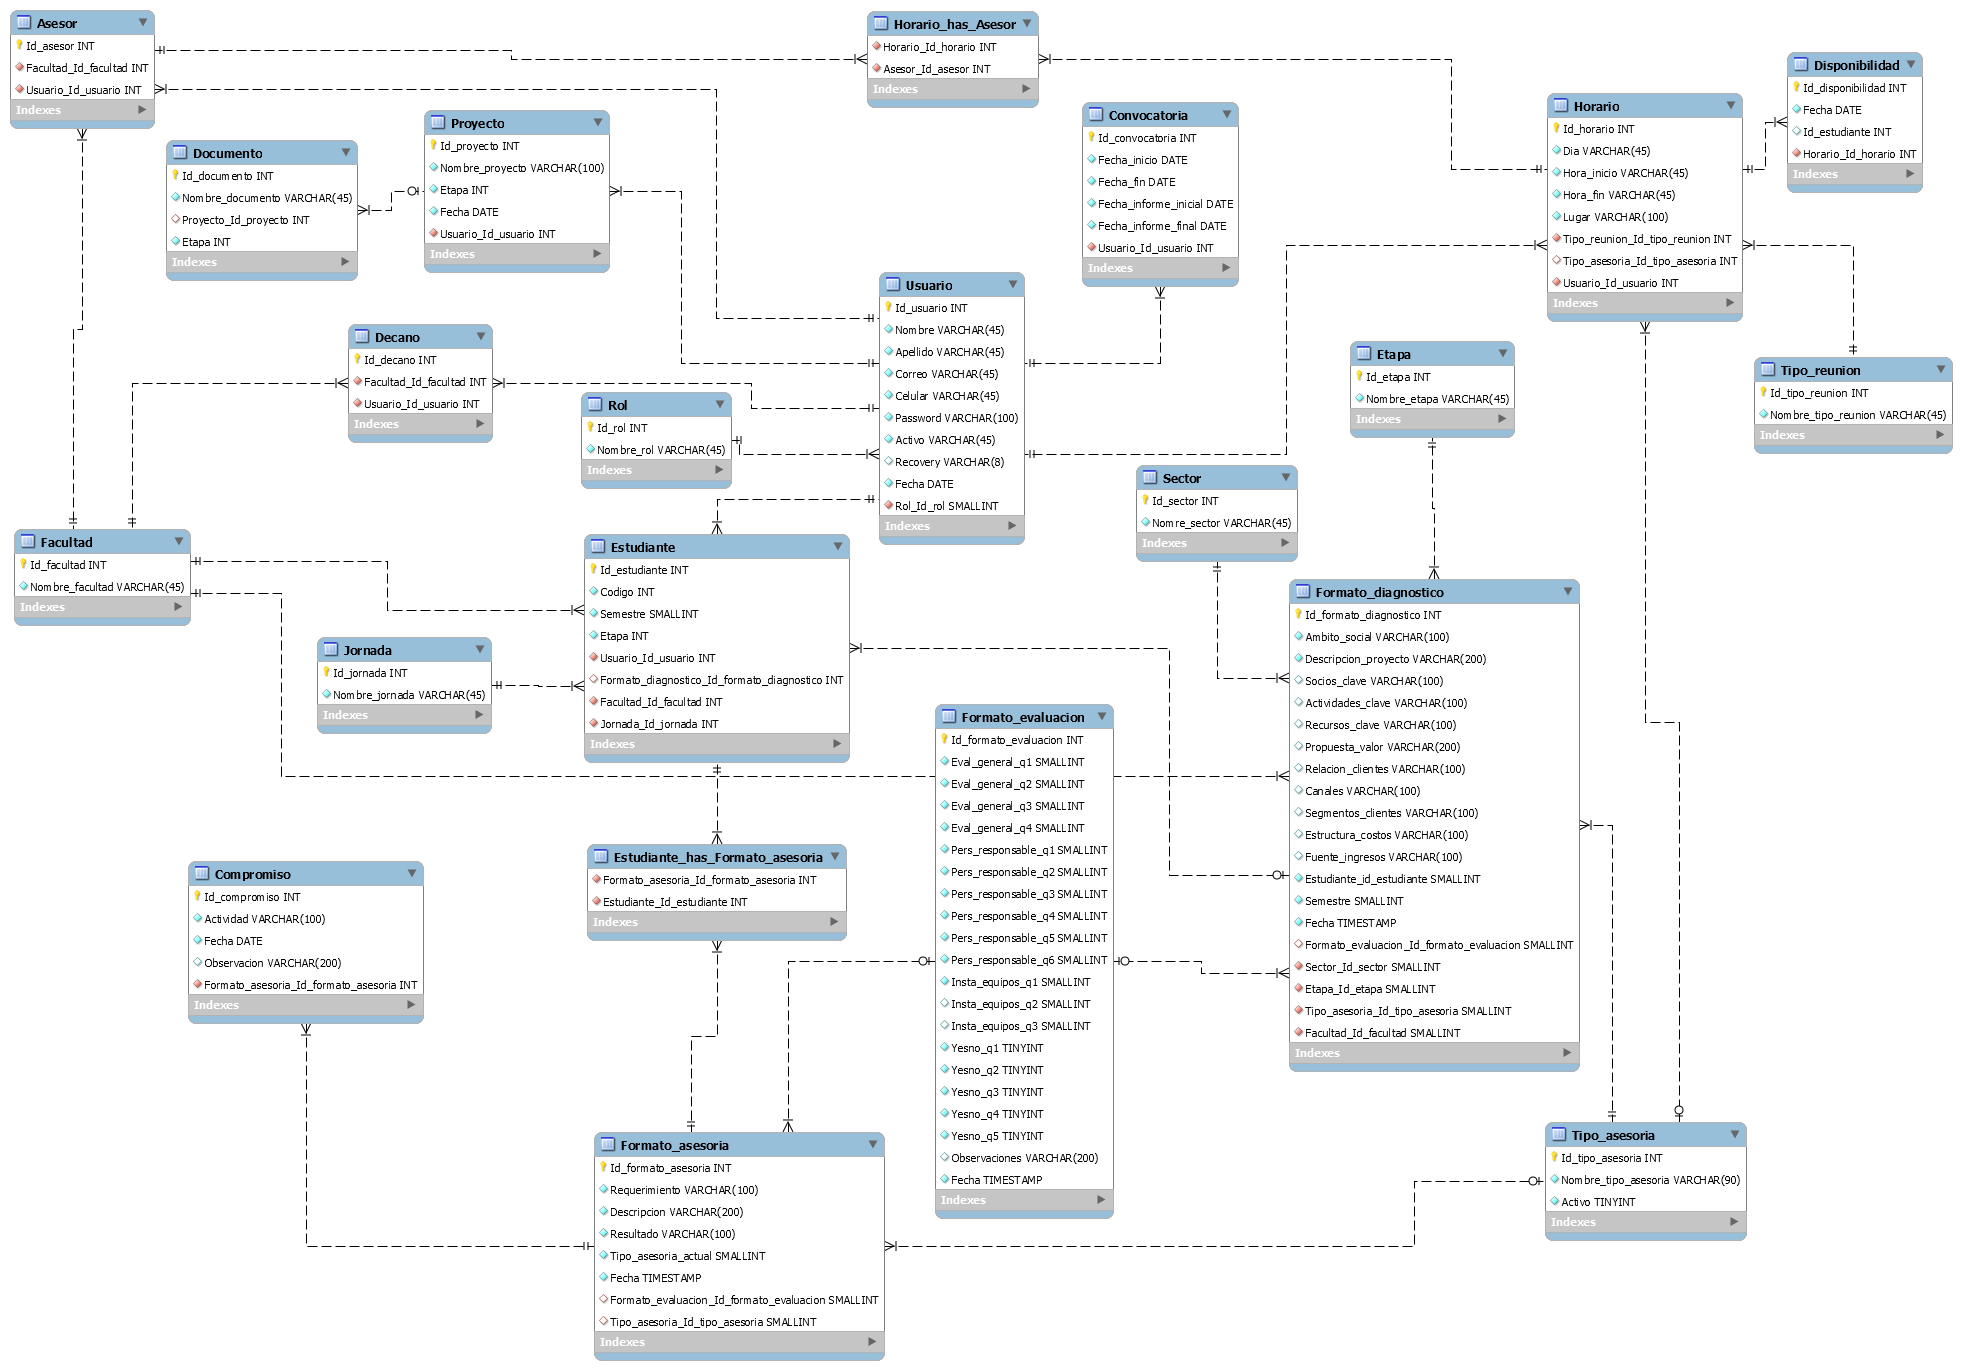 Asesor
Id_asesor INT
Facultad_Id_facultad INT
Usuario_Id_usuario INT
Indexes
Horario_has_Asesor
Horario_Id_horario INT
Asesor_Id_asesor INT
Indexes
Disponibilidad
Id_disponibilidad INT
Fecha DATE
Id_estudiante INT
Horario_Id_horario INT
Indexes
Documento
Id_documento INT
Nombre_documento VARCHAR(45)
Proyecto_Id_proyecto INT
Etapa INT
Indexes
Proyecto
Id_proyecto INT
Nombre_proyecto VARCHAR(100)
Etapa INT
Fecha DATE
Usuario_Id_usuario INT
Indexes
Convocatoria
Id_convocatoria INT
Fecha_inicio DATE
Fecha_fin DATE
Fecha_informe_inicial DATE
Fecha_informe_final DATE
Usuario_Id_usuario INT
Indexes
Horario
Id_horario INT
Dia VARCHAR(45)
Hora_inicio VARCHAR(45)
Hora_fin VARCHAR(45)
Lugar VARCHAR(100)
Tipo_reunion_Id_tipo_reunion INT
Tipo_asesoria_Id_tipo_asesoria INT
Usuario_Id_usuario INT
Indexes
Usuario
Id_usuario INT
Nombre VARCHAR(45)
Apellido VARCHAR(45)
Correo VARCHAR(45)
Celular VARCHAR(45)
Password VARCHAR(100)
Activo VARCHAR(45)
Recovery VARCHAR(8)
Fecha DATE
Rol_Id_rol SMALLINT
Indexes
Decano
Id_decano INT
Facultad_Id_facultad INT
Usuario_Id_usuario INT
Indexes
Rol
Id_rol INT
Nombre_rol VARCHAR(45)
Indexes
Etapa
Id_etapa INT
Nombre_etapa VARCHAR(45)
Indexes
Tipo_reunion
Id_tipo_reunion INT
Nombre_tipo_reunion VARCHAR(45)
Indexes
Sector
Id_sector INT
Nomre_sector VARCHAR(45)
Indexes
Facultad
Id_facultad INT
Nombre_facultad VARCHAR(45)
Indexes
Estudiante
Id_estudiante INT
Codigo INT
Semestre SMALLINT
Etapa INT
Usuario_Id_usuario INT
Formato_diagnostico_Id_formato_diagnostico INT
Facultad_Id_facultad INT
Jornada_Id_jornada INT
Indexes
Jornada
Id_jornada INT
Nombre_jornada VARCHAR(45)
Indexes
Formato_diagnostico
Id_formato_diagnostico INT
Ambito_social VARCHAR(100)
Descripcion_proyecto VARCHAR(200)
Socios_clave VARCHAR(100)
Actividades_clave VARCHAR(100)
Recursos_clave VARCHAR(100)
Propuesta_valor VARCHAR(200)
Relacion_clientes VARCHAR(100)
Canales VARCHAR(100)
Segmentos_clientes VARCHAR(100)
Estructura_costos VARCHAR(100)
Fuente_ingresos VARCHAR(100)
Estudiante_id_estudiante SMALLINT
Semestre SMALLINT
Fecha TIMESTAMP
Formato_evaluacion_Id_formato_evaluacion SMALLINT
Sector_Id_sector SMALLINT
Etapa_Id_etapa SMALLINT
Tipo_asesoria_Id_tipo_asesoria SMALLINT
Facultad_Id_facultad SMALLINT
Indexes
Formato_evaluacion
Id_formato_evaluacion INT
Eval_general_q1 SMALLINT
Eval_general_q2 SMALLINT
Eval_general_q3 SMALLINT
Eval_general_q4 SMALLINT
Pers_responsable_q1 SMALLINT
Pers_responsable_q2 SMALLINT
Pers_responsable_q3 SMALLINT
Pers_responsable_q4 SMALLINT
Pers_responsable_q5 SMALLINT
Pers_responsable_q6 SMALLINT
Insta_equipos_q1 SMALLINT
Insta_equipos_q2 SMALLINT
Insta_equipos_q3 SMALLINT
Yesno_q1 TINYINT
Yesno_q2 TINYINT
Yesno_q3 TINYINT
Yesno_q4 TINYINT
Yesno_q5 TINYINT
Observaciones VARCHAR(200)
Fecha TIMESTAMP
Indexes
Estudiante_has_Formato_asesoria
Formato_asesoria_Id_formato_asesoria INT
Estudiante_Id_estudiante INT
Indexes
Compromiso
Id_compromiso INT
Actividad VARCHAR(100)
Fecha DATE
Observacion VARCHAR(200)
Formato_asesoria_Id_formato_asesoria INT
Indexes
Formato_asesoria
Id_formato_asesoria INT
Requerimiento VARCHAR(100)
Descripcion VARCHAR(200)
Resultado VARCHAR(100)
Tipo_asesoria_actual SMALLINT
Fecha TIMESTAMP
Formato_evaluacion_Id_formato_evaluacion SMALLINT
Tipo_asesoria_Id_tipo_asesoria SMALLINT
Indexes
Tipo_asesoria
Id_tipo_asesoria INT
Nombre_tipo_asesoria VARCHAR(90)
Activo TINYINT
Indexes